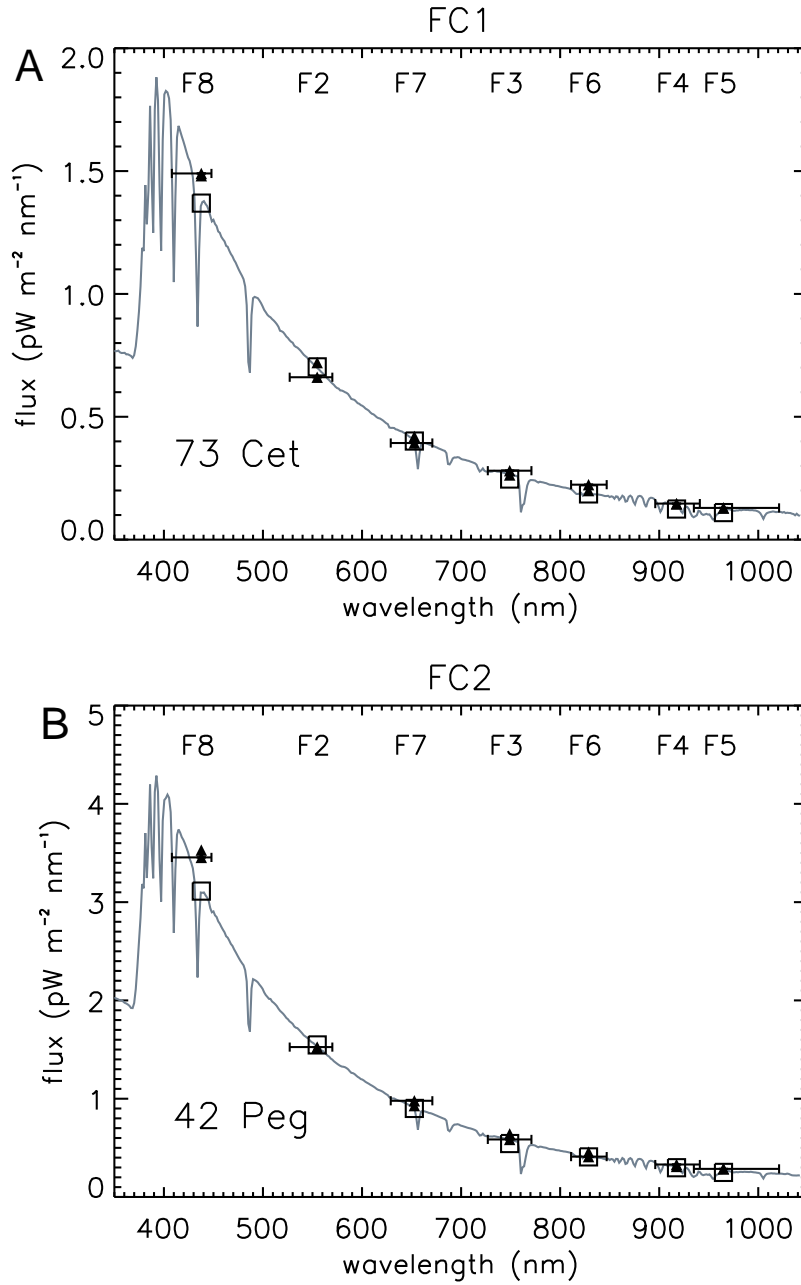 FC1
A
F8 F2 F7 F3 F6 F4 F5
2.0
1.5
1.0
0.5
0.0
flux (pW m⁻² nm⁻¹)
73 Cet
400 500 600 700 800 900 1000
wavelength (nm)
FC2
B
F8 F2 F7 F3 F6 F4 F5
5
4
3
2
1
0
flux (pW m⁻² nm⁻¹)
42 Peg
400 500 600 700 800 900 1000
wavelength (nm)